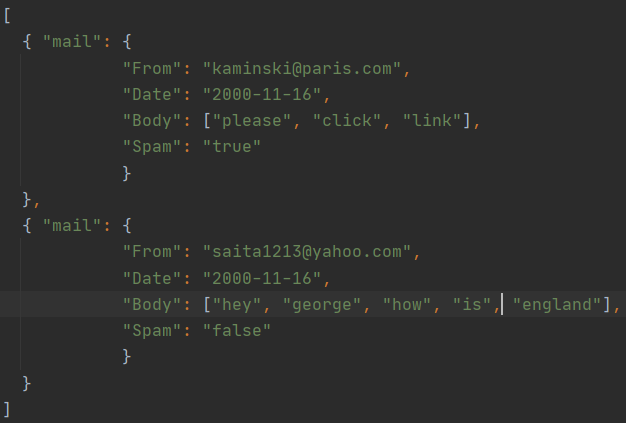 [
{ "mail": {
"From": "kaminski@paris.com",
"Date": "2000-11-16",
"Body": ["please", "click", "link"],
"Spam": "true"
}
},
{ "mail": {
"From": "saita1213@yahoo.com",
"Date": "2000-11-16",
"Body": ["hey", "george", "how", "is", "england"],
"Spam": "false"
}
}
]